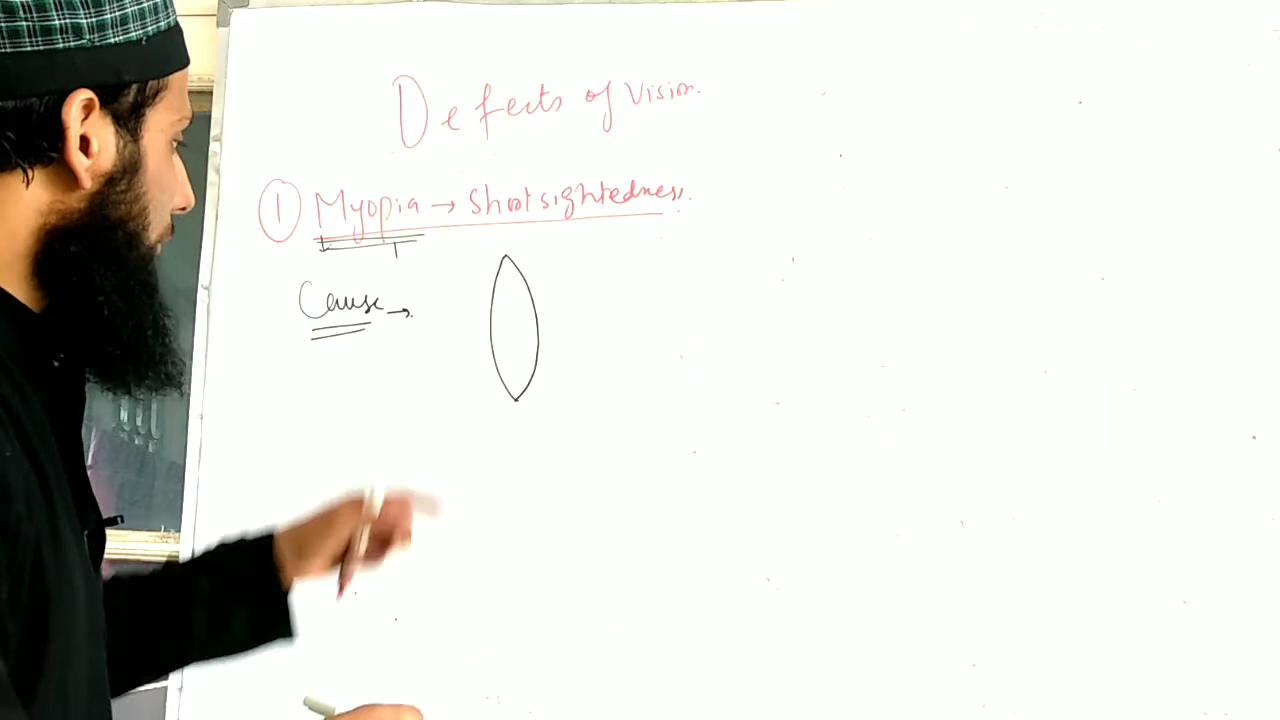 Defects of Vision.
① Myopia → Shortsightedness.
Cause →